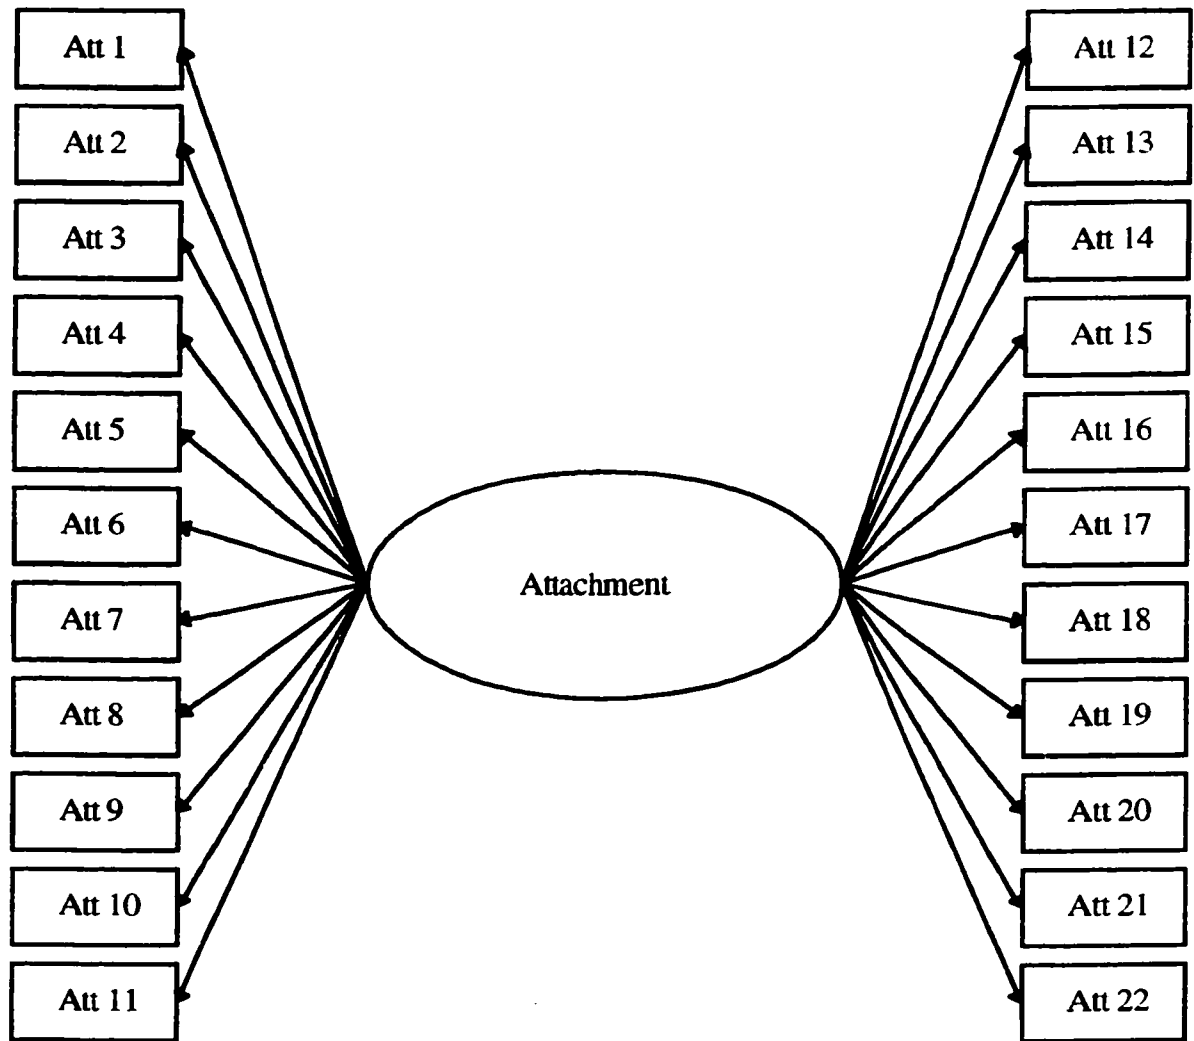 Att 1
Att 2
Att 3
Att 4
Att 5
Att 6
Att 7
Att 8
Att 9
Att 10
Att 11
Attachment
Att 12
Att 13
Att 14
Att 15
Att 16
Att 17
Att 18
Att 19
Att 20
Att 21
Att 22